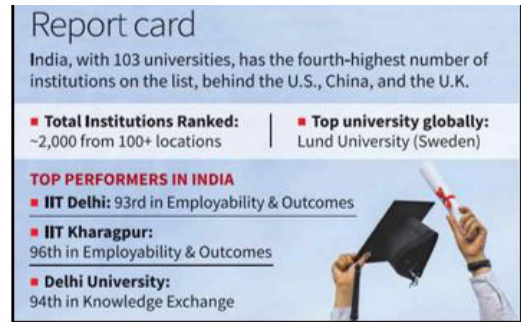 Report card
India, with 103 universities, has the fourth-highest number of
institutions on the list, behind the U.S., China, and the U.K.
■ Total Institutions Ranked:
~2,000 from 100+ locations
■ Top university globally:
Lund University (Sweden)
TOP PERFORMERS IN INDIA
■ IIT Delhi: 93rd in Employability & Outcomes
■ IIT Kharagpur:
96th in Employability & Outcomes
■ Delhi University:
94th in Knowledge Exchange